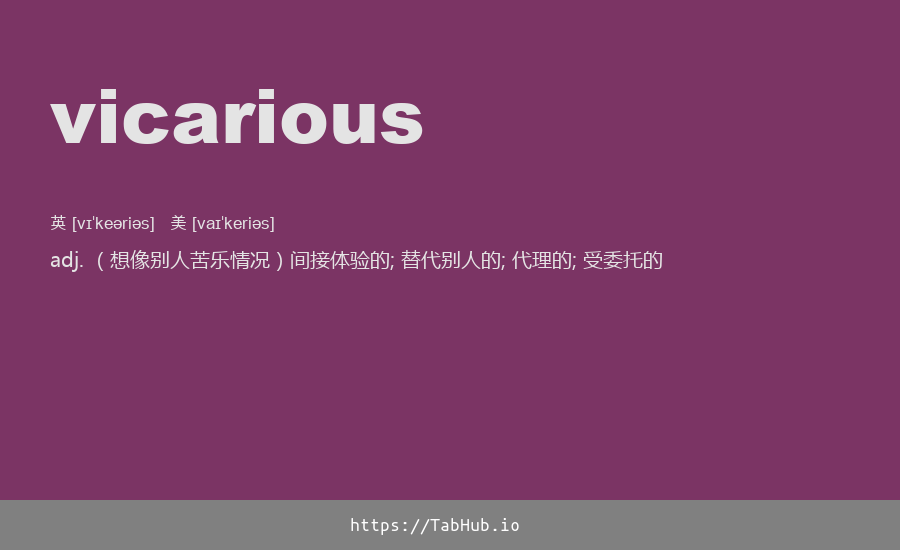 vicarious
英 [vɪˈkeəriəs] 美 [vaɪˈkeriəs]
adj. （想像别人苦乐情况）间接体验的; 替代别人的; 代理的; 受委托的
https://TabHub.io